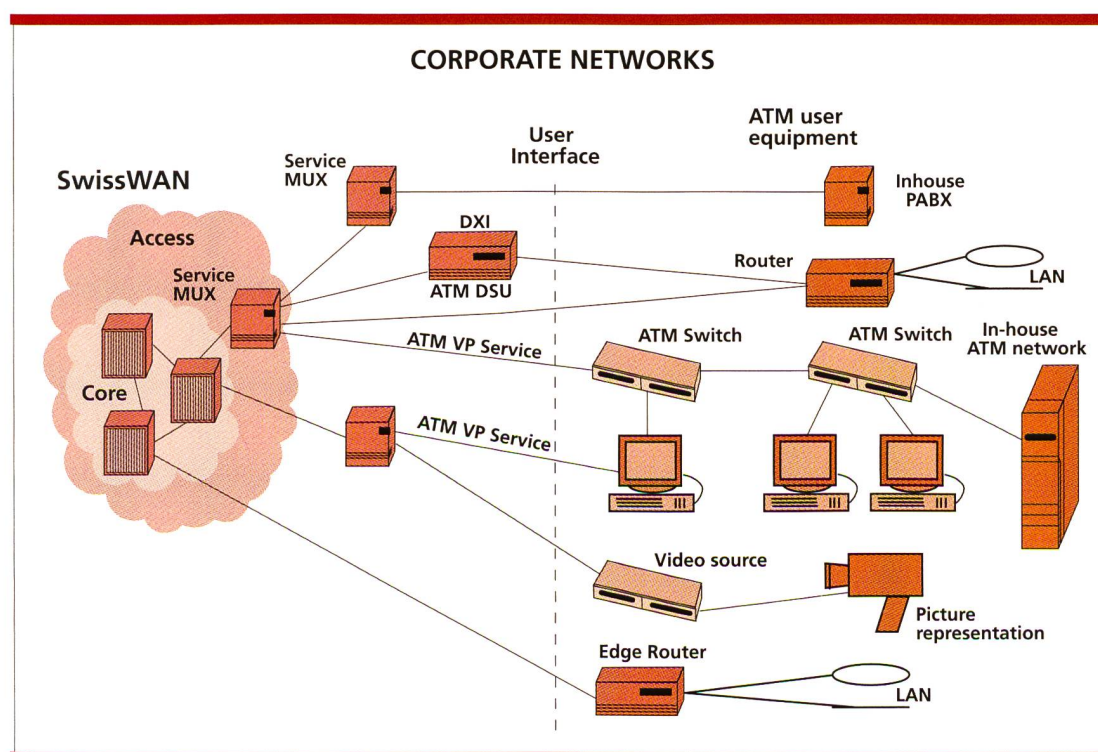 CORPORATE NETWORKS
SwissWAN
Access
Service
MUX
Core
Service
MUX
User
Interface
ATM user
equipment
Inhouse
PABX
DXI
ATM DSU
Router
LAN
ATM VP Service
ATM Switch
ATM Switch
In-house
ATM network
ATM VP Service
Video source
Picture
representation
Edge Router
LAN